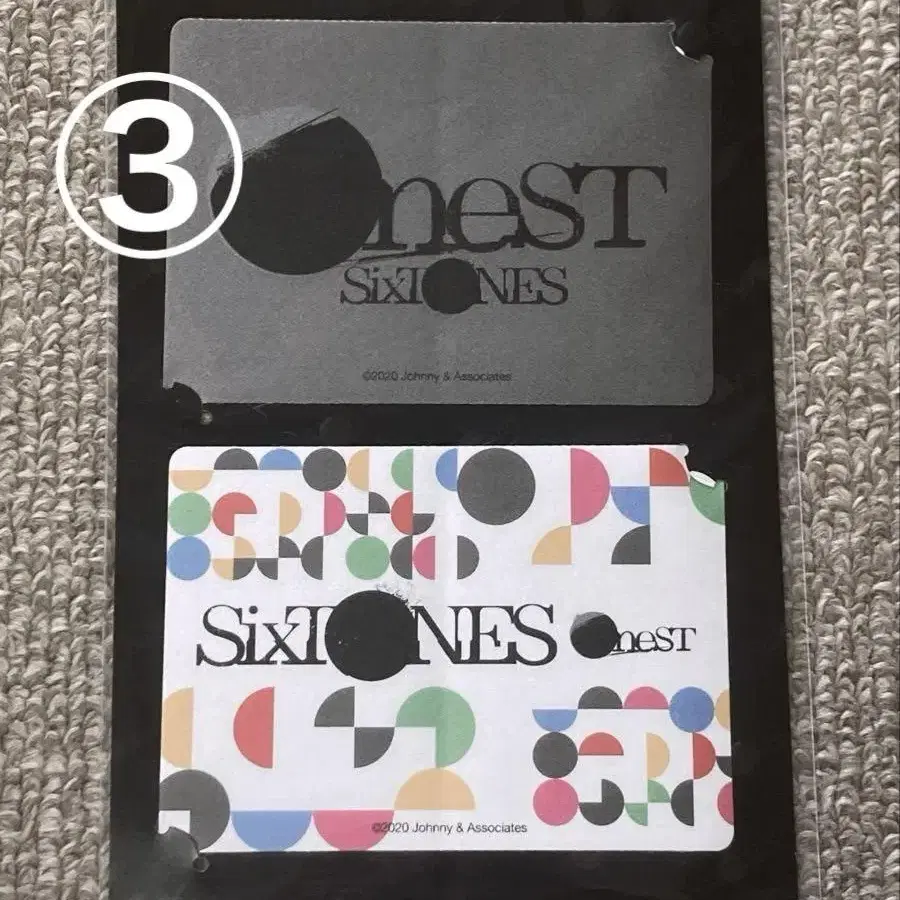 ③
OneST
SixTONES
©2020 Johnny & Associates
SixTONES OneST
©2020 Johnny & Associates